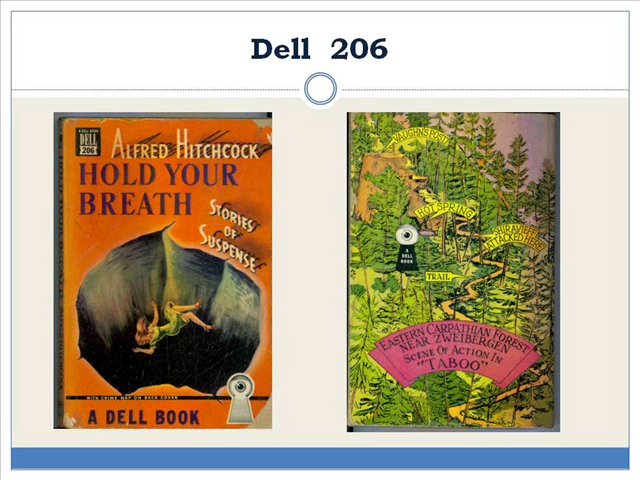 Dell 206
A DELL BOOK
DELL
206
ALFRED HITCHCOCK
HOLD YOUR
BREATH
STORIES
OF
SUSPENSE
WITH CRIME MAP ON BACK COVER
A DELL BOOK
VAUGHN'S POST
HOT SPRING
ATTACKED HERE
A
DELL
BOOK
TRAIL
EASTERN CARPATHIAN FOREST
NEAR ZWEIBERGEN
SCENE OF ACTION IN
"TABOO"